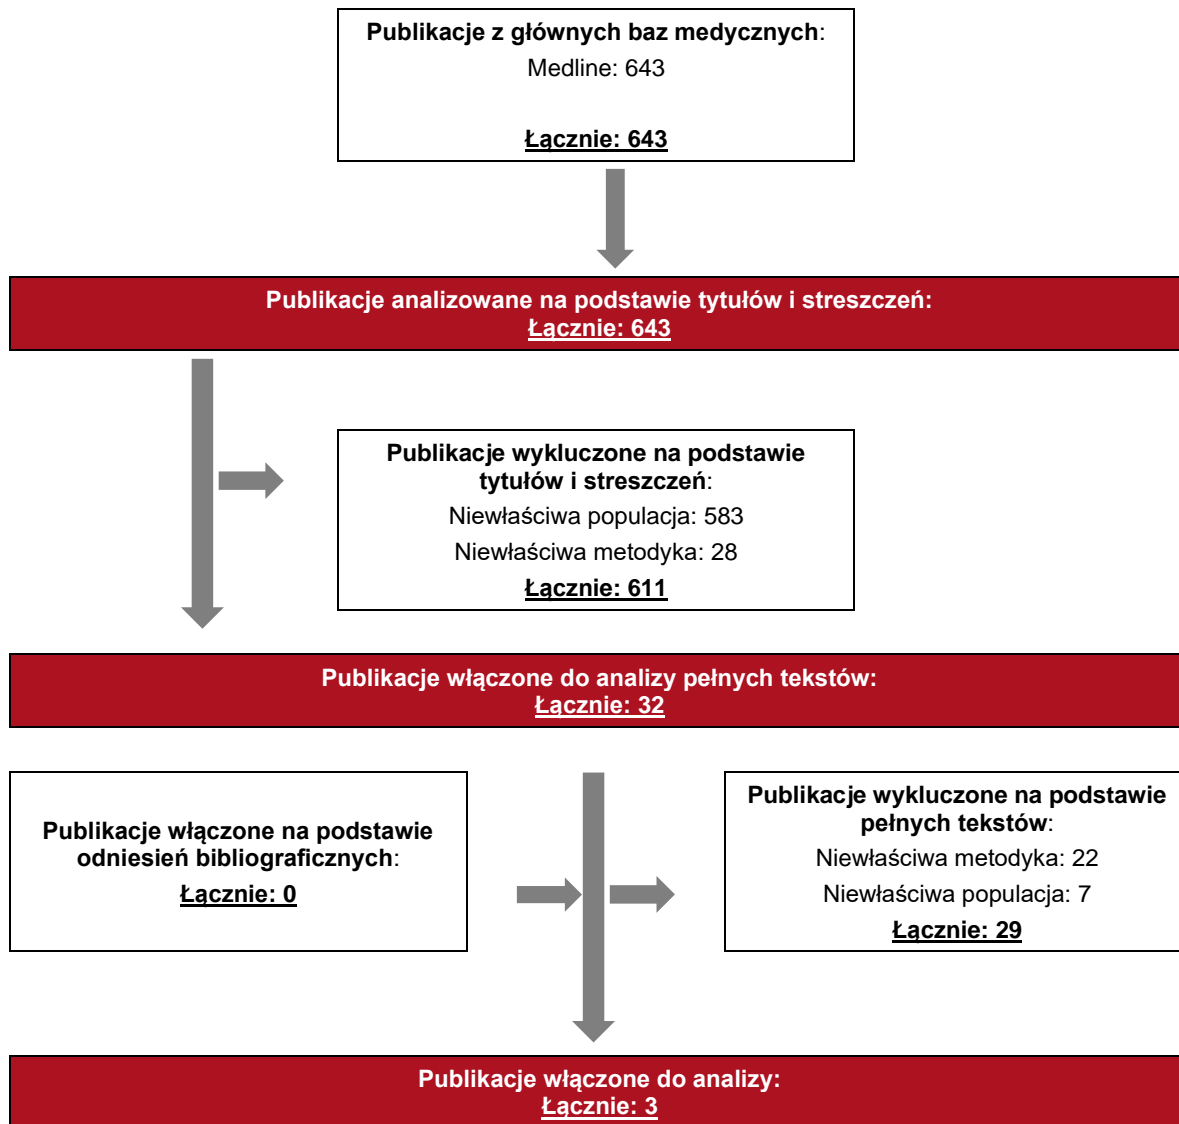 Publikacje z głównych baz medycznych:
Medline: 643
Łącznie: 643
Publikacje analizowane na podstawie tytułów i streszczeń:
Łącznie: 643
Publikacje wykluczone na podstawie
tytułów i streszczeń:
Niewłaściwa populacja: 583
Niewłaściwa metodyka: 28
Łącznie: 611
Publikacje włączone do analizy pełnych tekstów:
Łącznie: 32
Publikacje włączone na podstawie
odniesień bibliograficznych:
Łącznie: 0
Publikacje wykluczone na podstawie
pełnych tekstów:
Niewłaściwa metodyka: 22
Niewłaściwa populacja: 7
Łącznie: 29
Publikacje włączone do analizy:
Łącznie: 3